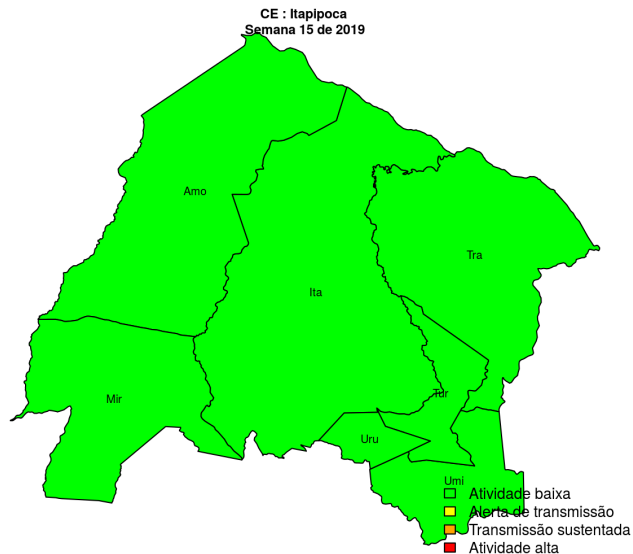 CE : Itapipoca
Semana 15 de 2019
Amo
Tra
Ita
Mir
Tur
Uru
Umi
Atividade baixa
Alerta de transmissão
Transmissão sustentada
Atividade alta